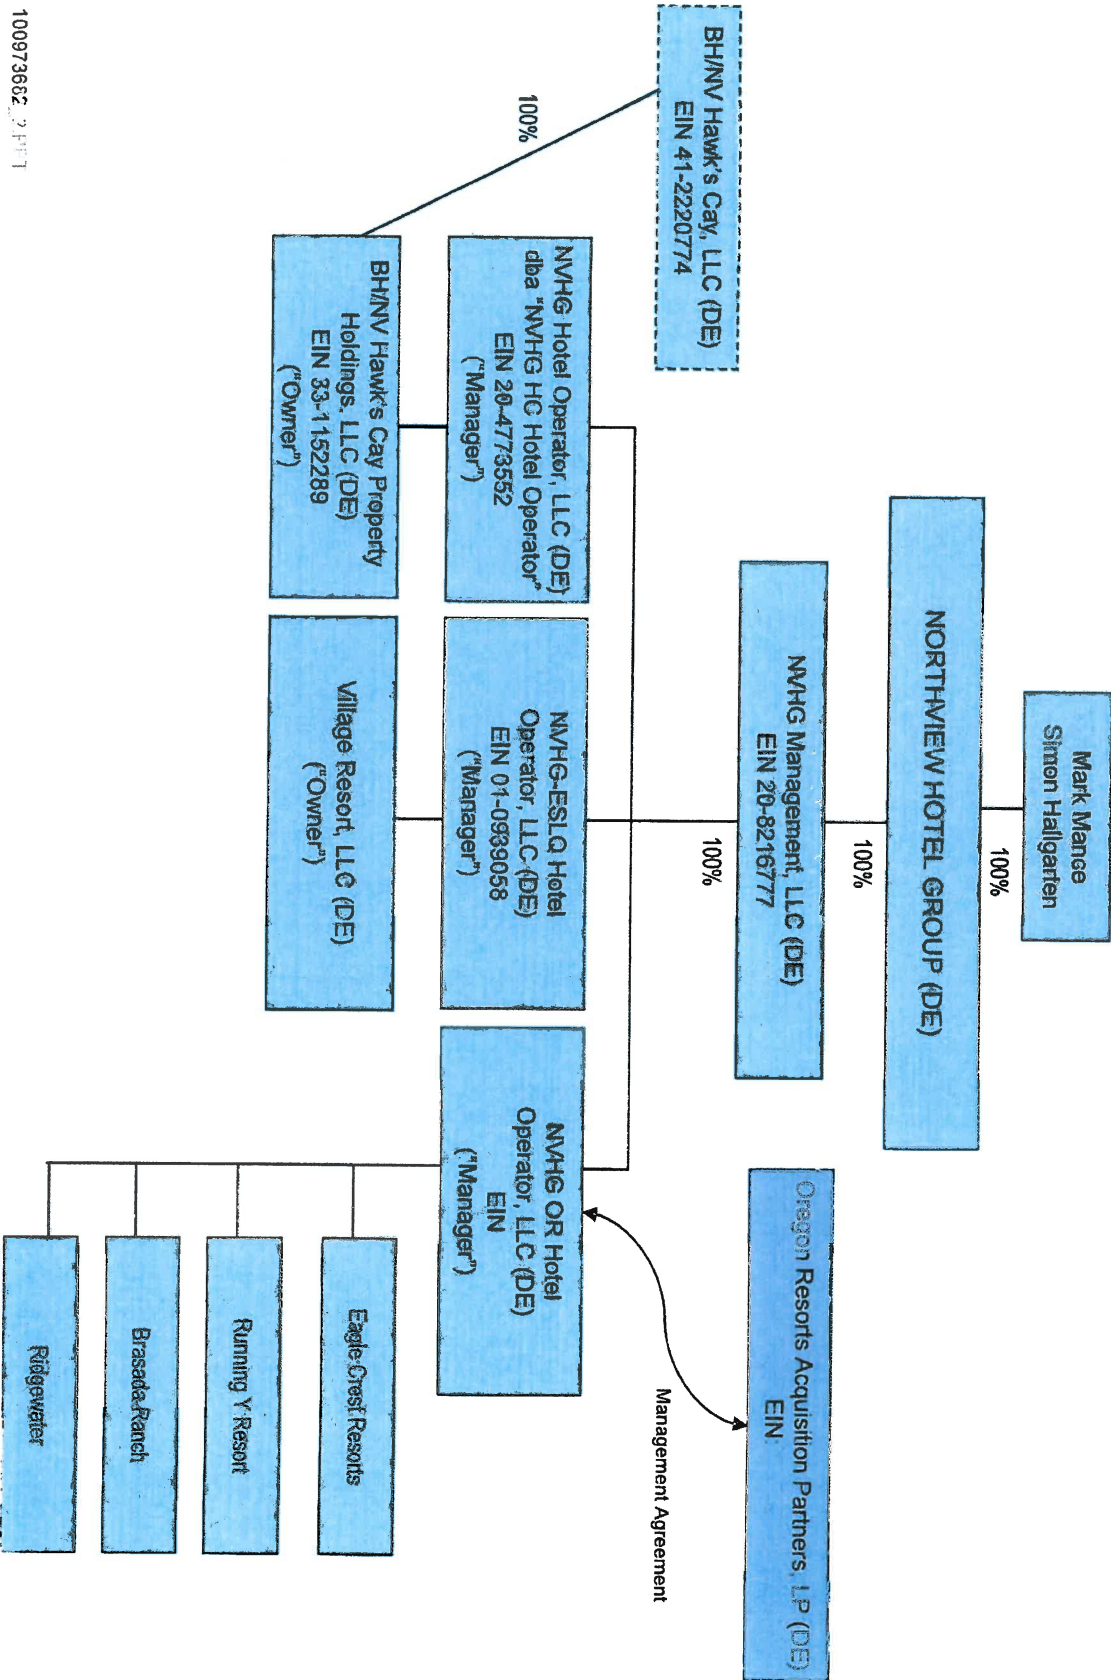 Mark Mance
Simon Hallgarten
100%
NORTHVIEW HOTEL GROUP (DE)
100%
NVHG Management, LLC (DE)
EIN 20-8216777
100%
Oregon Resorts Acquisition Partners, LP (DE)
EIN:
Management Agreement
BH/NV Hawk's Cay, LLC (DE)
EIN 41-2220774
100%
NVHG Hotel Operator, LLC (DE)
dba "NVHG HC Hotel Operator"
EIN 20-4773552
("Manager")
NVHG-ESLQ Hotel
Operator, LLC (DE)
EIN 01-0939058
("Manager")
NVHG OR Hotel
Operator, LLC (DE)
EIN
("Manager")
BH/NV Hawk's Cay Property
Holdings, LLC (DE)
EIN 33-1152289
("Owner")
Village Resort, LLC (DE)
("Owner")
Eagle Crest Resorts
Running Y Resort
Brasada Ranch
Ridgewater
100973682_2.PPT